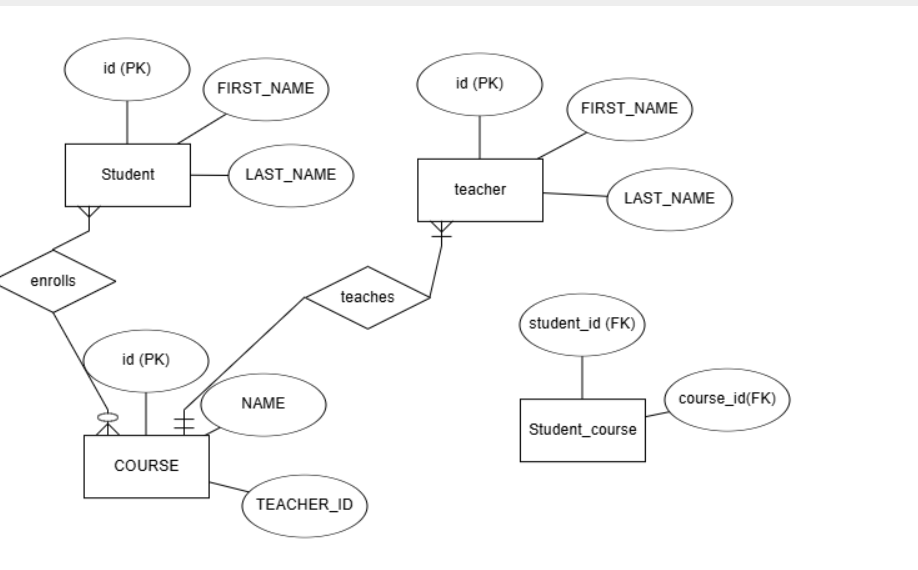 id (PK)
FIRST_NAME
Student
LAST_NAME
id (PK)
FIRST_NAME
teacher
LAST_NAME
enrolls
teaches
id (PK)
NAME
COURSE
TEACHER_ID
student_id (FK)
course_id(FK)
Student_course